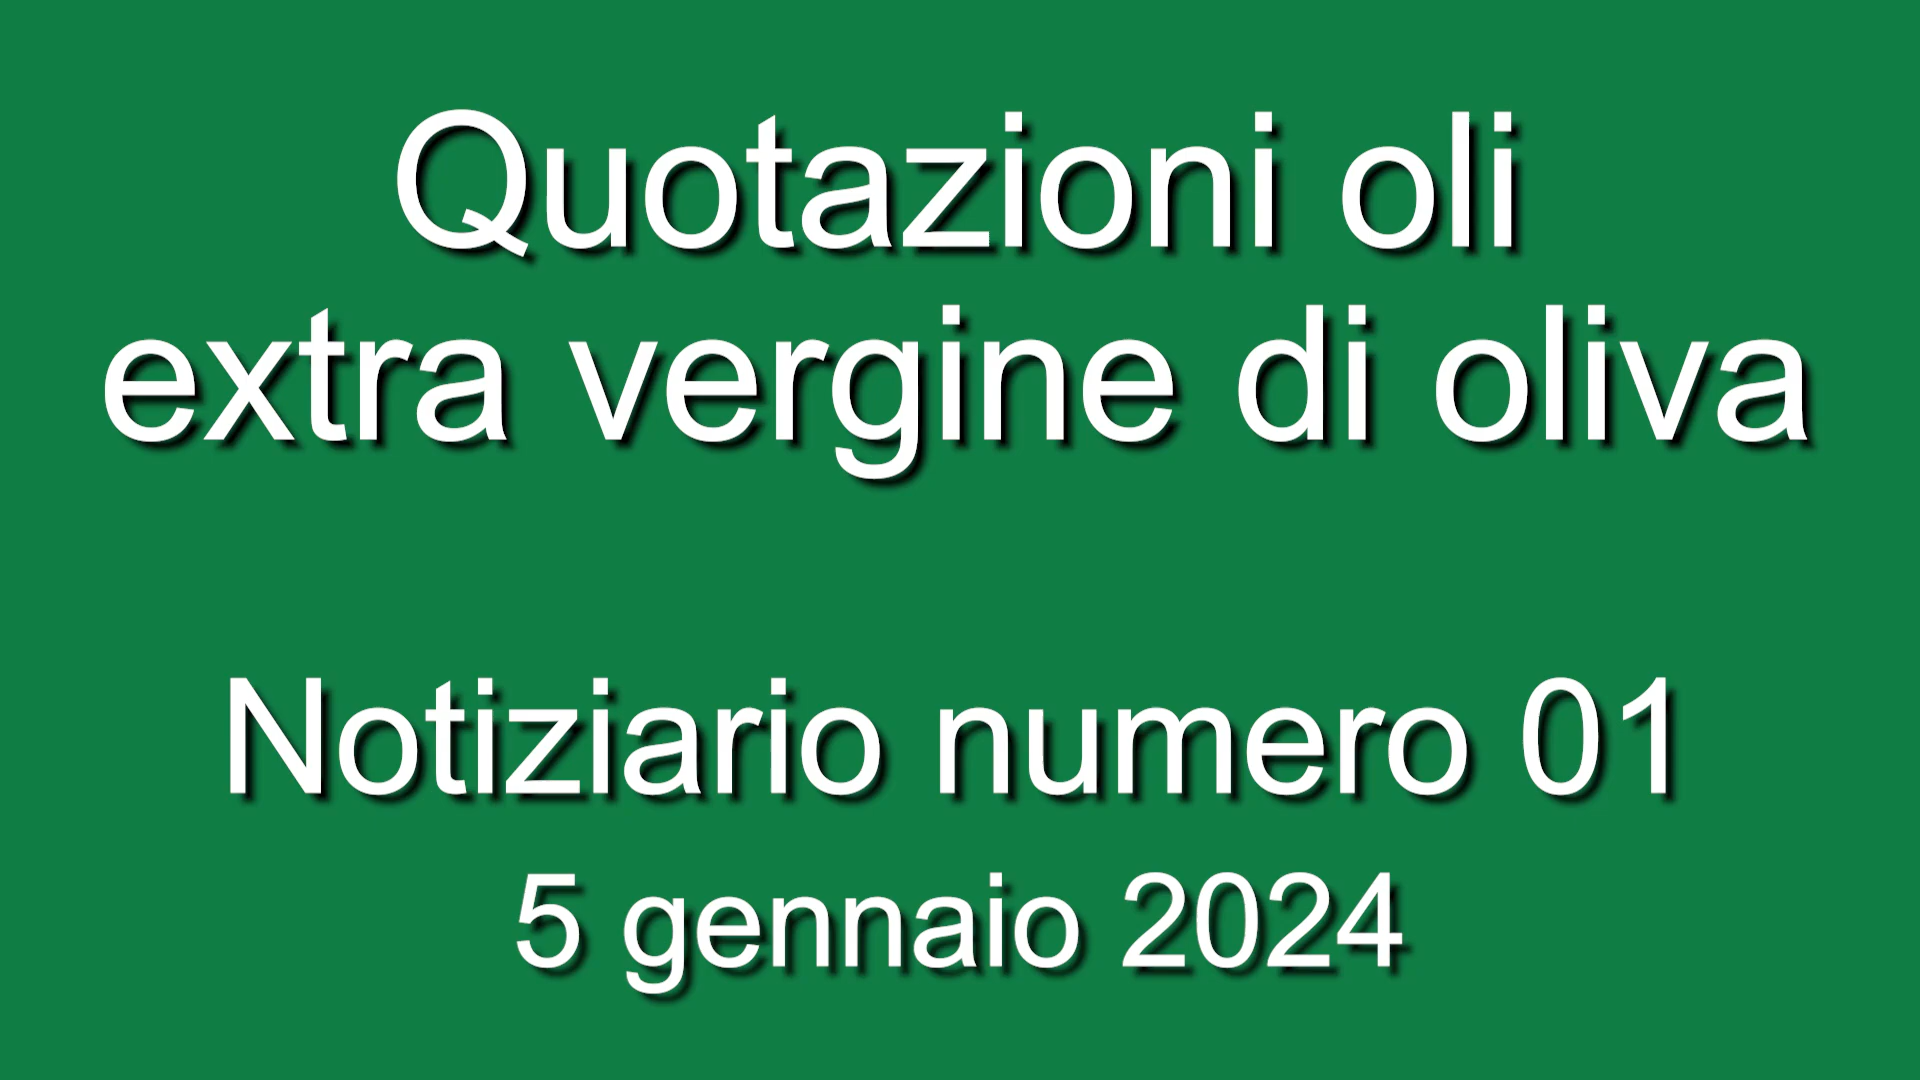 Quotazioni oli
extra vergine di oliva
Notiziario numero 01
5 gennaio 2024